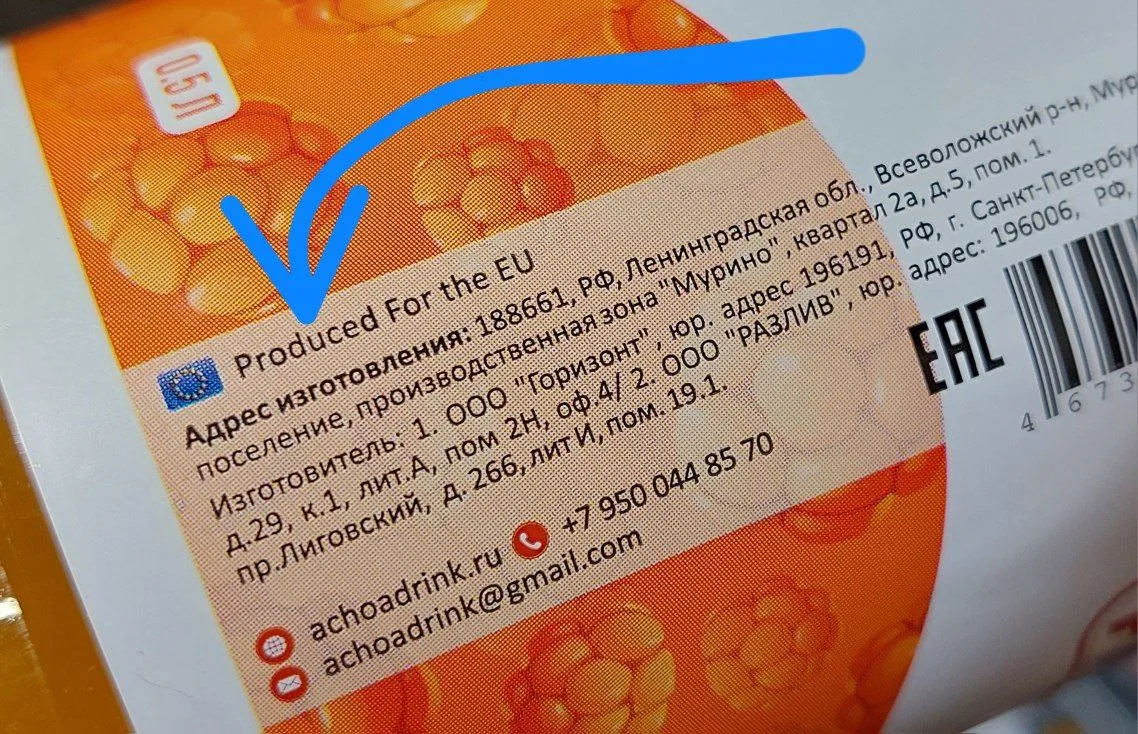 0.5 Л
Produced For the EU
Адрес изготовления: 188661, РФ, Ленинградская обл., Всеволожский р-н,
поселение, производственная зона "Мурино", квартал 2а, д.5, пом. 1.
Изготовитель: 1. ООО "Горизонт", юр. адрес 196191, РФ, г.
д.29, к.1, лит.А, пом 2Н, оф.4/ 2. ООО "РАЗЛИВ", юр. адрес: 196006, РФ,
пр.Лиговский, д. 266, лит И, пом. 19.1.
achoadrink.ru +7 950 044 85 70
achoadrink@gmail.com
EAC
4 673